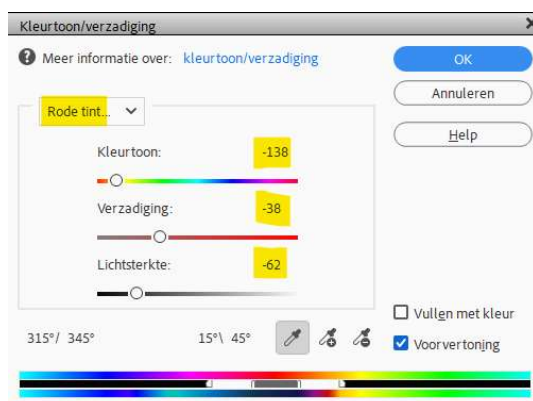 Kleurtoon/verzadiging
Meer informatie over: kleurtoon/verzadiging
OK
Annuleren
Help
Rode tint...
Kleurtoon: -138
Verzadiging: -38
Lichtsterkte: -62
Vullen met kleur
315°/ 345° 15°\ 45°
Voorvertoning